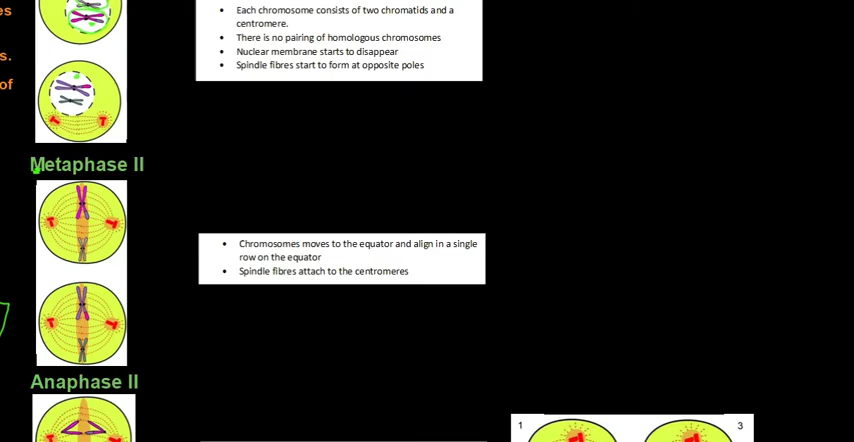 es
s.
of
• Each chromosome consists of two chromatids and a
centromere.
• There is no pairing of homologous chromosomes
• Nuclear membrane starts to disappear
• Spindle fibres start to form at opposite poles
Metaphase II
• Chromosomes moves to the equator and align in a single
row on the equator
• Spindle fibres attach to the centromeres
Anaphase II
1
3